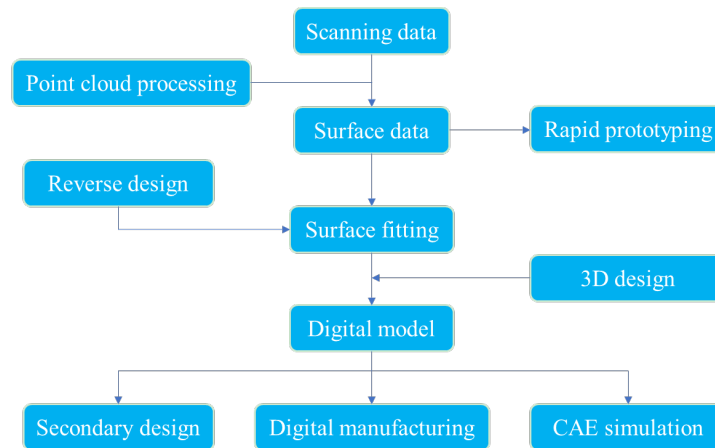 Scanning data
Point cloud processing
Surface data
Rapid prototyping
Reverse design
Surface fitting
3D design
Digital model
Secondary design
Digital manufacturing
CAE simulation